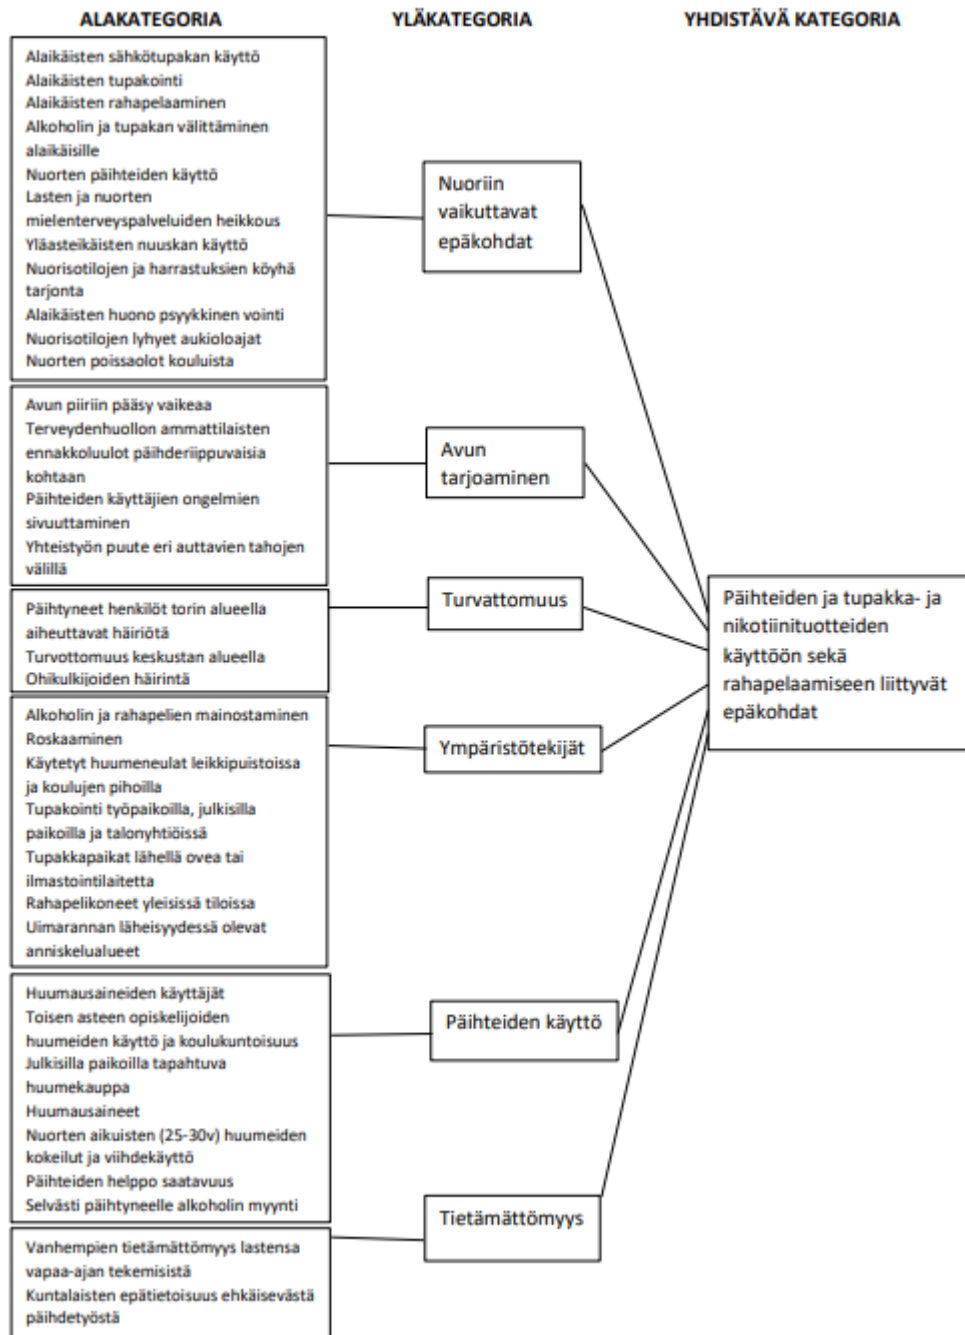 ALAKATEGORIA
YLÄKATEGORIA
YHDISTÄVÄ KATEGORIA
Alaikäisten sähkötupakan käyttö
Alaikäisten tupakointi
Alaikäisten rahapelaaminen
Alkoholin ja tupakan välittäminen
alaikäisille
Nuorten päihteiden käyttö
Lasten ja nuorten
mielenterveyspalveluiden heikkous
Yläasteikäisten nuuskan käyttö
Nuorisotilojen ja harrastuksien köyhä
tarjonta
Alaikäisten huono psyykkinen vointi
Nuorisotilojen lyhyet aukioloajat
Nuorten poissaolot kouluista
Nuoriin
vaikuttavat
epäkohdat
Avun piiriin pääsy vaikeaa
Terveydenhuollon ammattilaisten
ennakkoluulot päihderiippuvaisia
kohtaan
Päihteiden käyttäjien ongelmien
sivuuttaminen
Yhteistyön puute eri auttavien tahojen
välillä
Avun
tarjoaminen
Päihtyneet henkilöt torin alueella
aiheuttavat häiriötä
Turvottomuus keskustan alueella
Ohikulkijoiden häirintä
Turvattomuus
Alkoholin ja rahapelien mainostaminen
Roskaaminen
Käytetyt huumeneulat leikkipuistoissa
ja koulujen pihoilla
Tupakointi työpaikoilla, julkisilla
paikoilla ja talonyhtiöissä
Tupakkapaikat lähellä ovea tai
ilmastointilaitetta
Rahapelikoneet yleisissä tiloissa
Uimarannan läheisyydessä olevat
anniskelualueet
Ympäristötekijät
Huumausaineiden käyttäjät
Toisen asteen opiskelijoiden
huumeiden käyttö ja koulukuntoisuus
Julkisilla paikoilla tapahtuva
huumekauppa
Huumausaineet
Nuorten aikuisten (25-30v) huumeiden
kokeilut ja viihdekäyttö
Päihteiden helppo saatavuus
Selvästi päihtyneelle alkoholin myynti
Päihteiden käyttö
Vanhempien tietämättömyys lastensa
vapaa-ajan tekemisistä
Kuntalaisten epätietoisuus ehkäisevästä
päihdetyöstä
Tietämättömyys
Päihteiden ja tupakka- ja
nikotiinituotteiden
käyttöön sekä
rahapelaamiseen liittyvät
epäkohdat